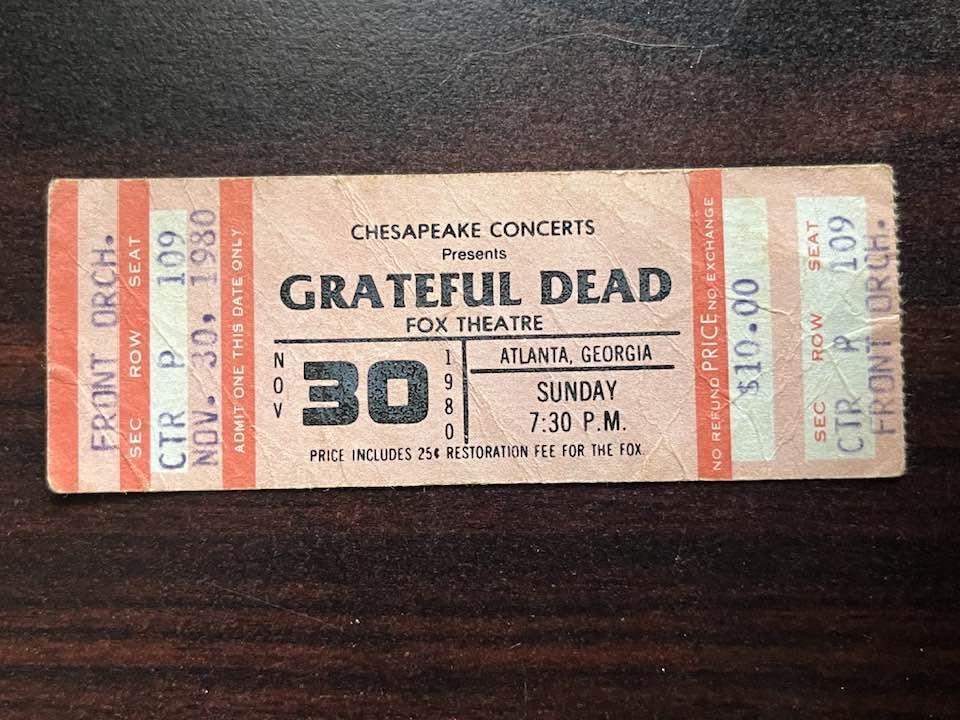 FRONT ORCH.
SEC ROW SEAT
CTR P 109
NOV. 30, 1980
ADMIT ONE THIS DATE ONLY
CHESAPEAKE CONCERTS
Presents
GRATEFUL DEAD
FOX THEATRE
NOV
30
1980
ATLANTA, GEORGIA
SUNDAY
7:30 P.M.
PRICE INCLUDES 25¢ RESTORATION FEE FOR THE FOX
NO REFUND PRICE NO EXCHANGE
$10.00
SEC ROW SEAT
CTR P 109
FRONT ORCH.